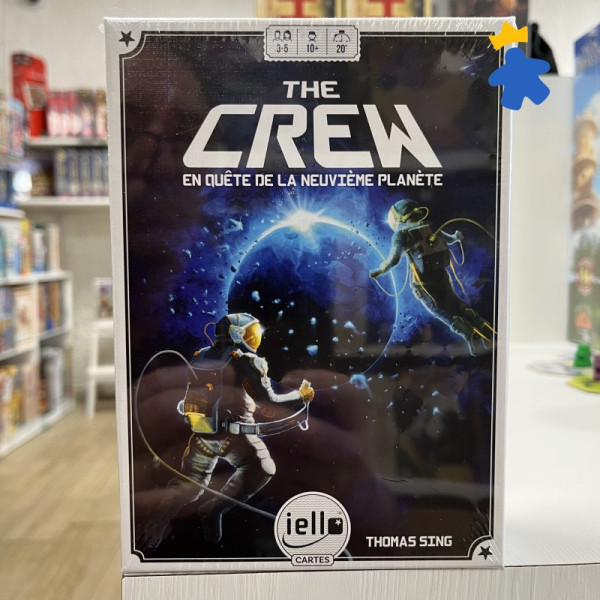 3-5 10+ 20'
THE
CREW
EN QUÊTE DE LA NEUVIÈME PLANÈTE
iello
CARTES
THOMAS SING